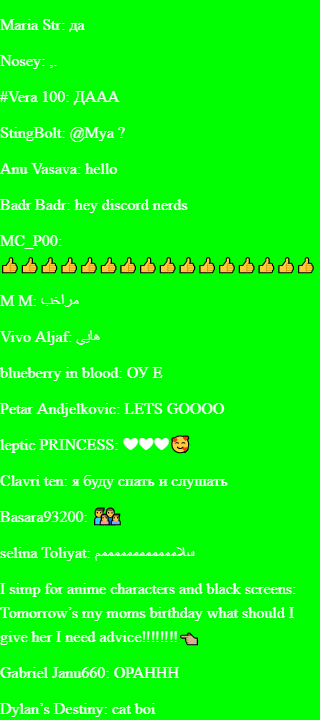 Maria Str: да
Nosey: ,.
#Vera 100: ДААА
StingBolt: @Mya ?
Anu Vasava: hello
Badr Badr: hey discord nerds
MC_P00:
👍👍👍👍👍👍👍👍👍👍👍👍👍👍👍👍
M M: مراحب
Vivo Aljaf: هايي
blueberry in blood: ОУ Е
Petar Andjelkovic: LETS GOOOO
leptic PRINCESS: 🤍🤍🤍🥰
Clavri ten: я буду спать и слушать
Basara93200: 👨‍👩‍👧‍👦
selina Toliyat: سلاممممممممممممم
I simp for anime characters and black screens:
Tomorrow’s my moms birthday what should I
give her I need advice!!!!!!!!👈🏼
Gabriel Janu660: OPAHHH
Dylan’s Destiny: cat boi